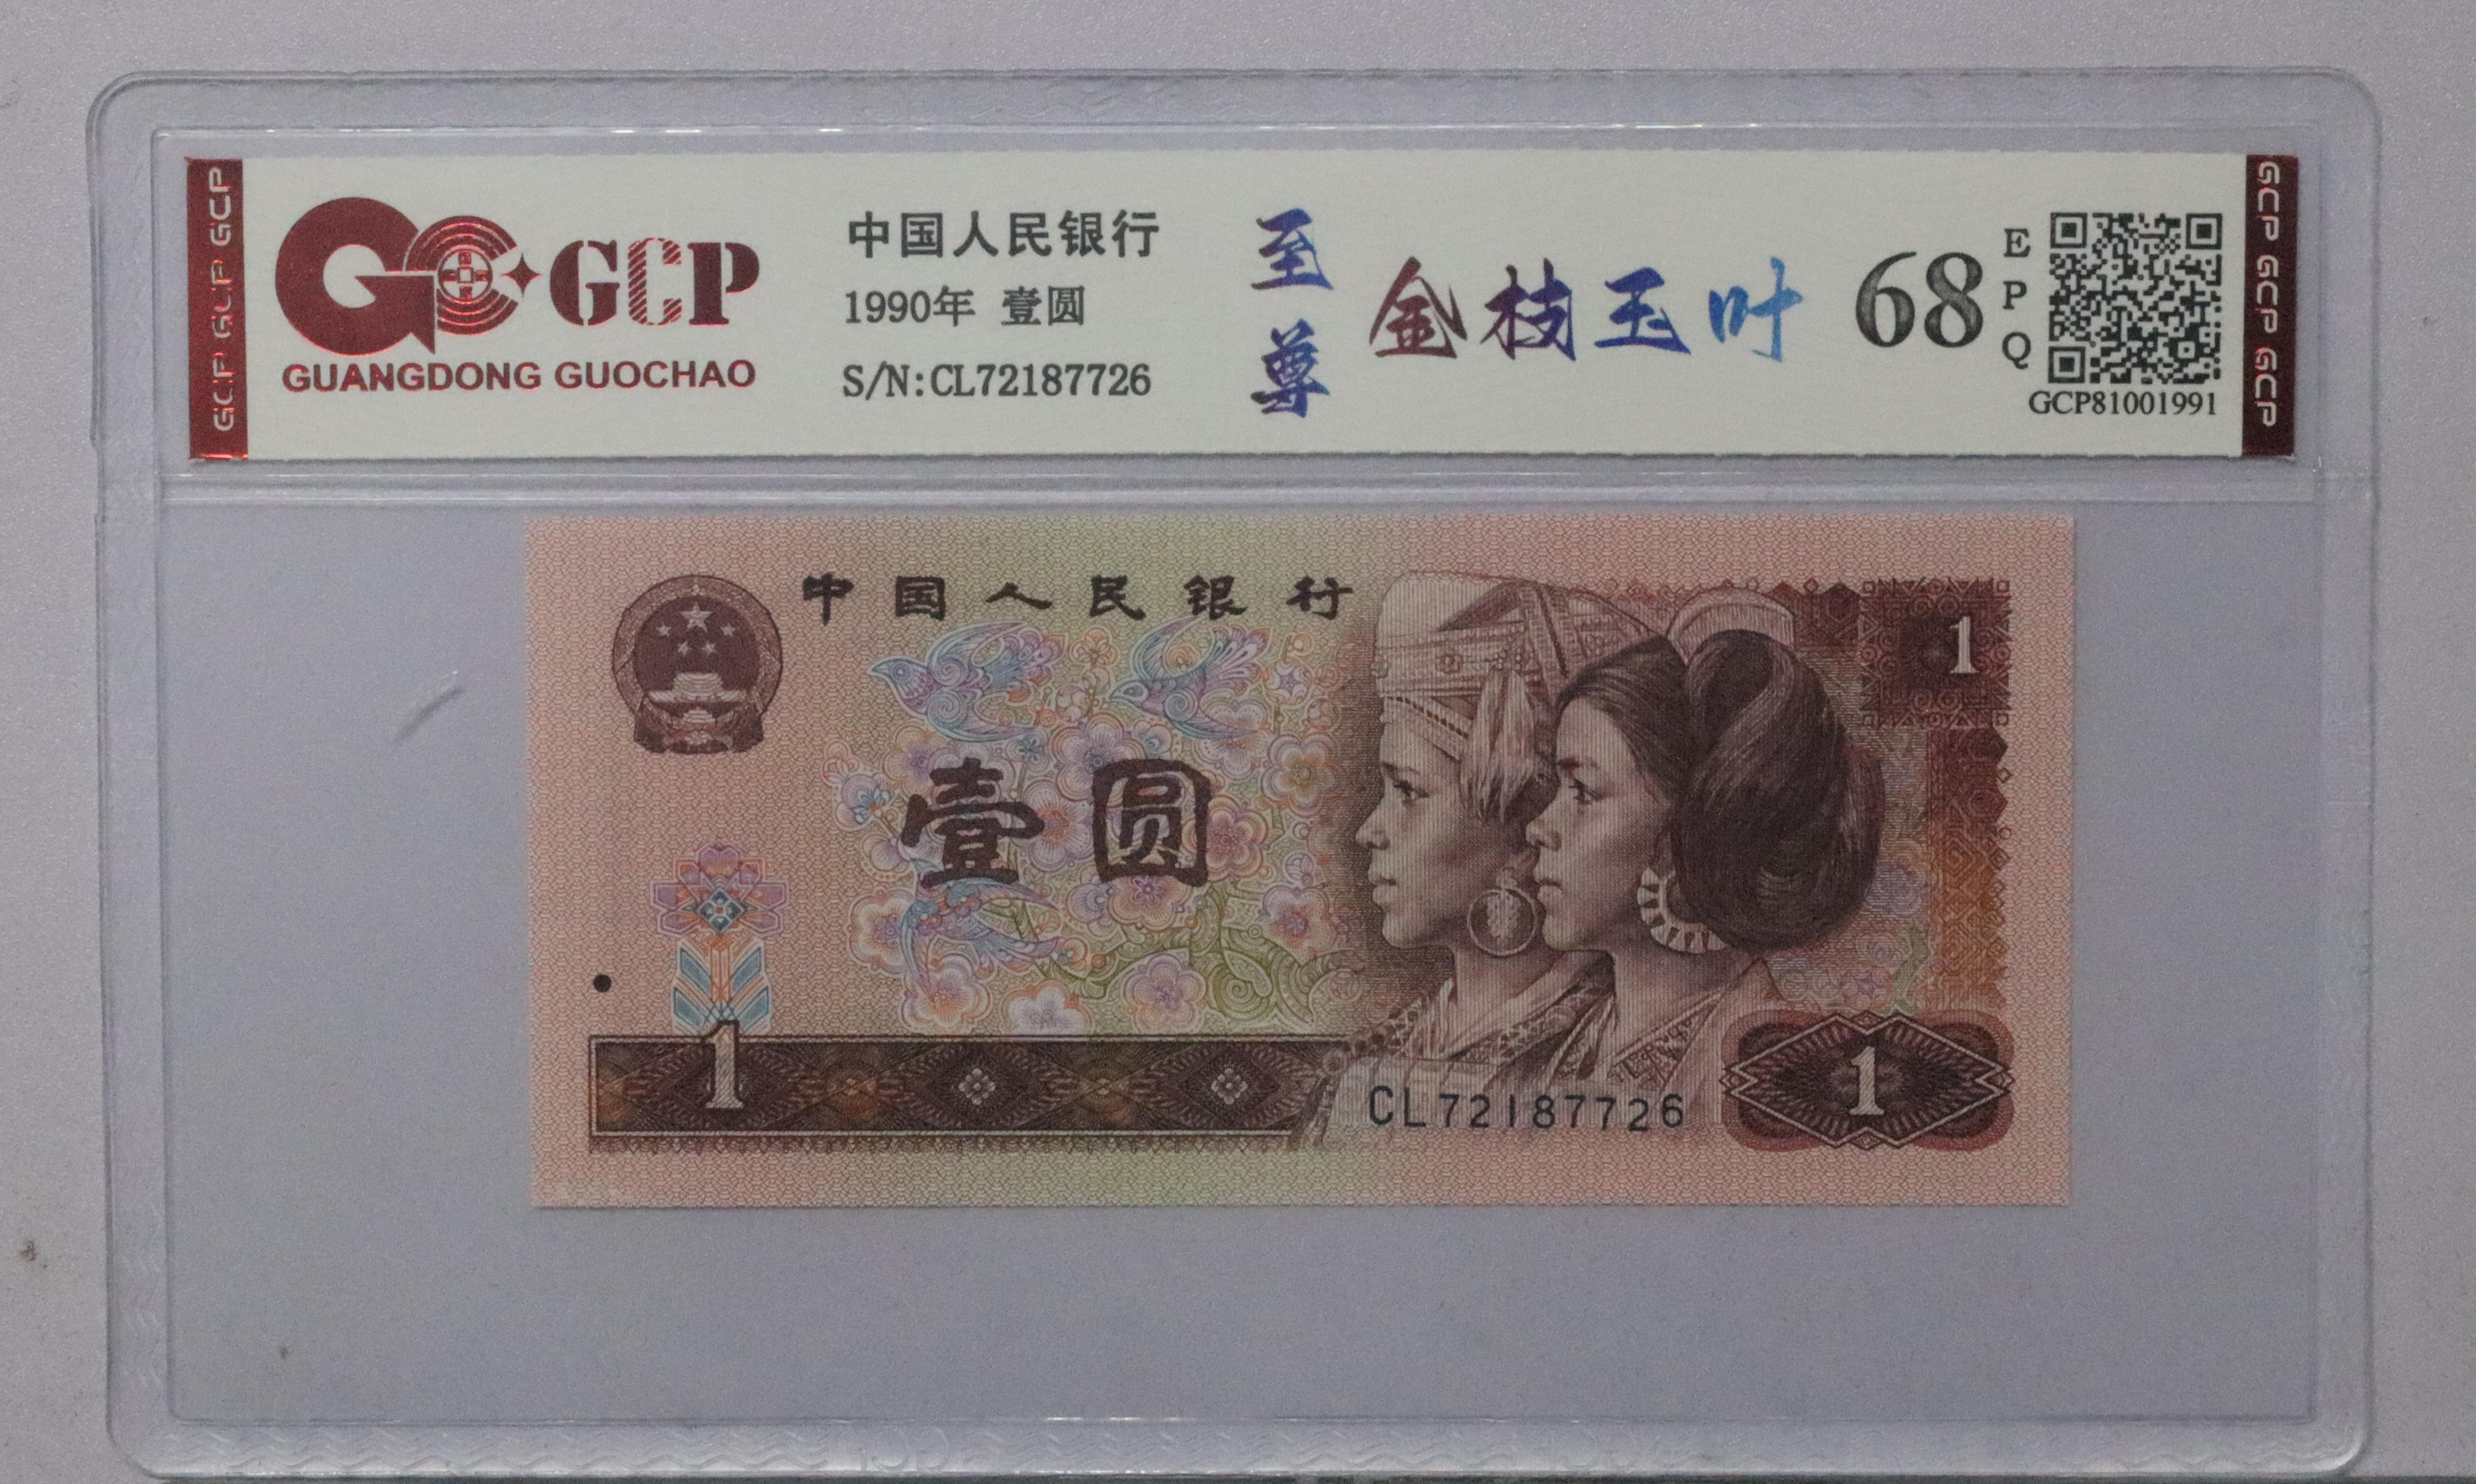 GCP GCP GCP
GCP
GUANGDONG GUOCHAO
中国人民银行
1990年 壹圆
S/N:CL72187726
至尊
金枝玉叶
68
EPQ
GCP81001991
GCP GCP GCP
中国人民银行
1
壹圆
1
CL72187726
1